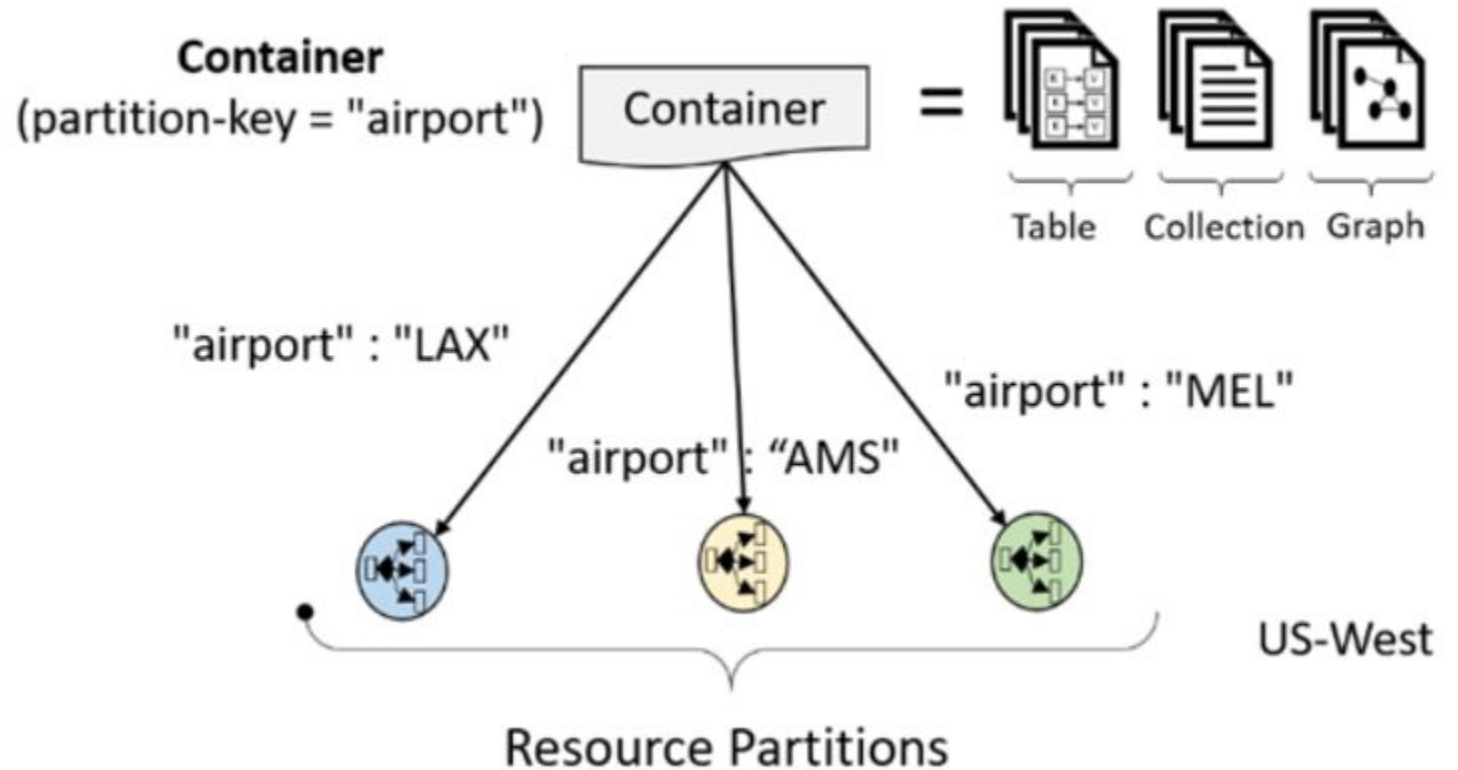 Container
(partition-key = "airport")
Container
=
Table
Collection
Graph
"airport" : "LAX"
"airport" : “AMS"
"airport" : "MEL"
US-West
Resource Partitions
K V
K V
K V